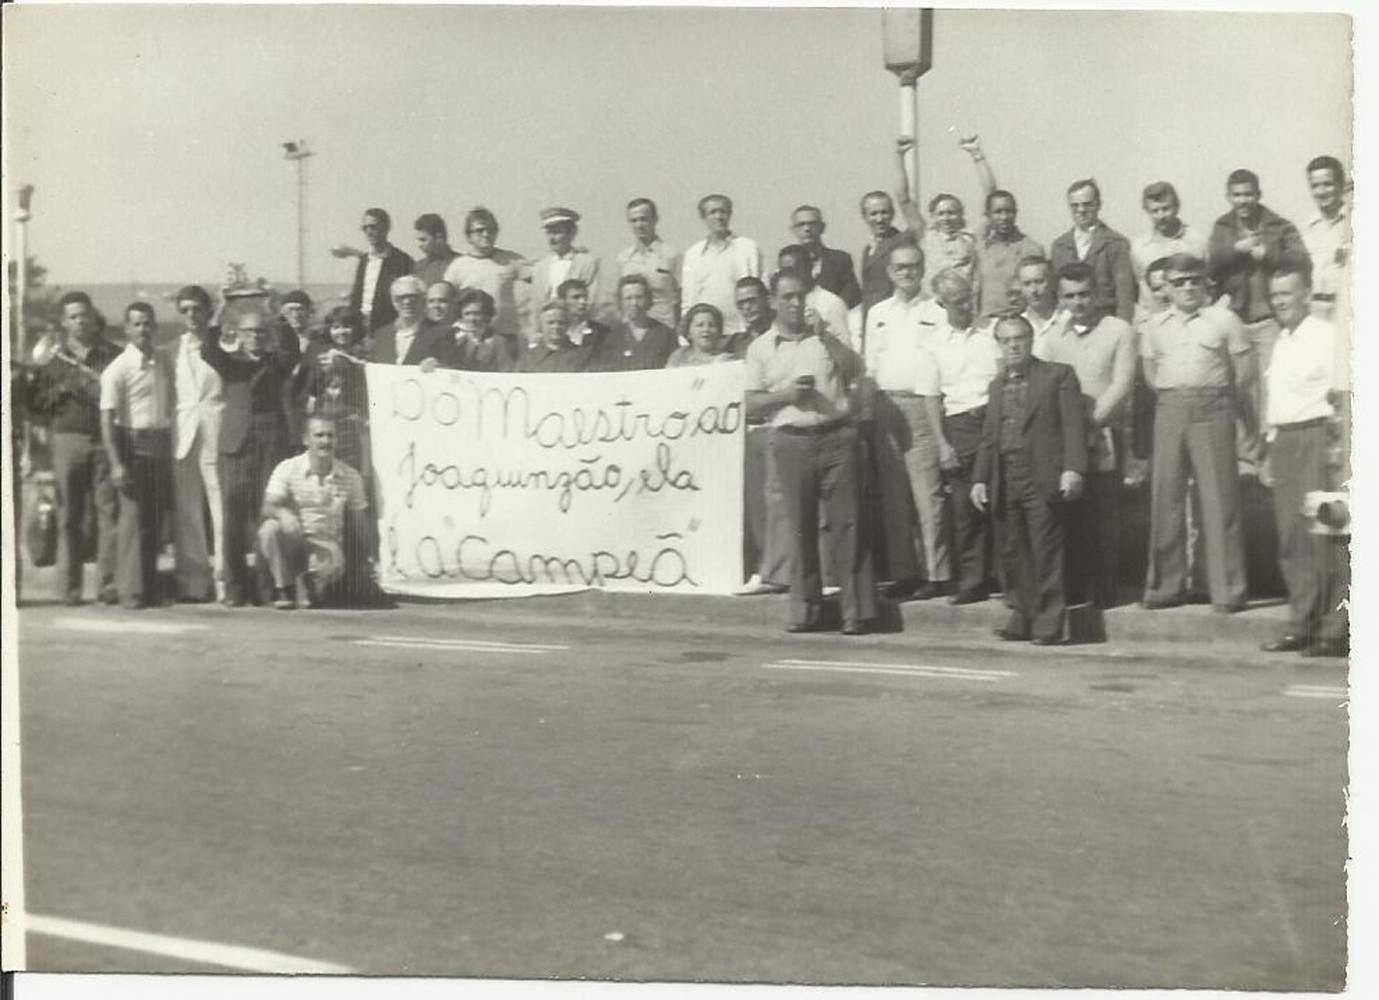 Do "Maestro", ao
Joaquinzão, ela
é a "Campeã"